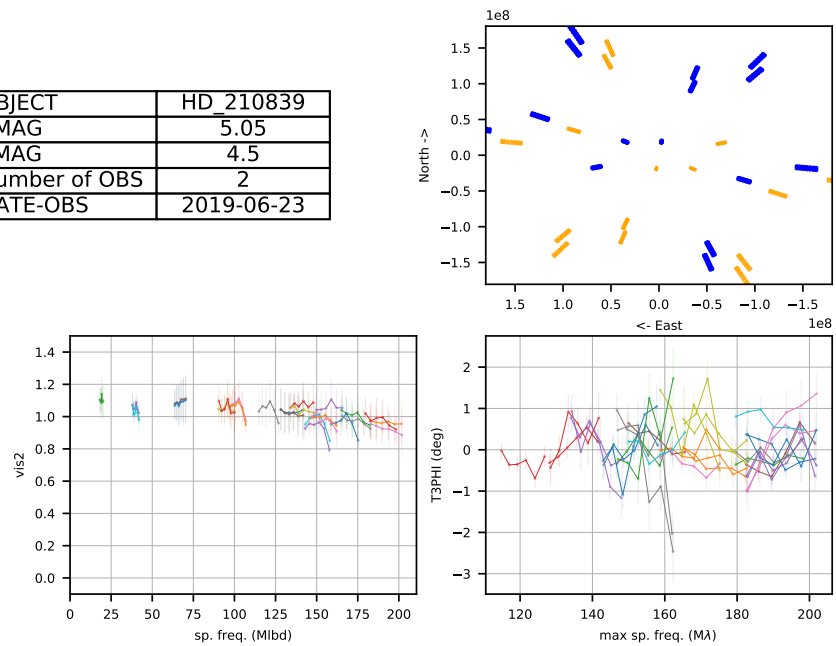 BJECT HD_210839
MAG 5.05
MAG 4.5
umber of OBS 2
ATE-OBS 2019-06-23
1e8
1.5
1.0
0.5
0.0
−0.5
−1.0
−1.5
North ->
1.5 1.0 0.5 0.0 −0.5 −1.0 −1.5
<- East
1e8
1.4
1.2
1.0
0.8
0.6
0.4
0.2
0.0
vis2
0 25 50 75 100 125 150 175 200
sp. freq. (Mlbd)
2
1
0
−1
−2
−3
T3PHI (deg)
120 140 160 180 200
max sp. freq. (Mλ)